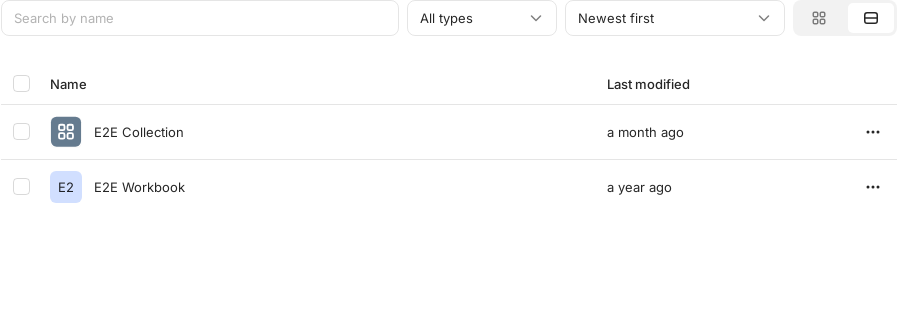 Search by name
All types
Newest first
Name
Last modified
E2E Collection
a month ago
E2
E2E Workbook
a year ago